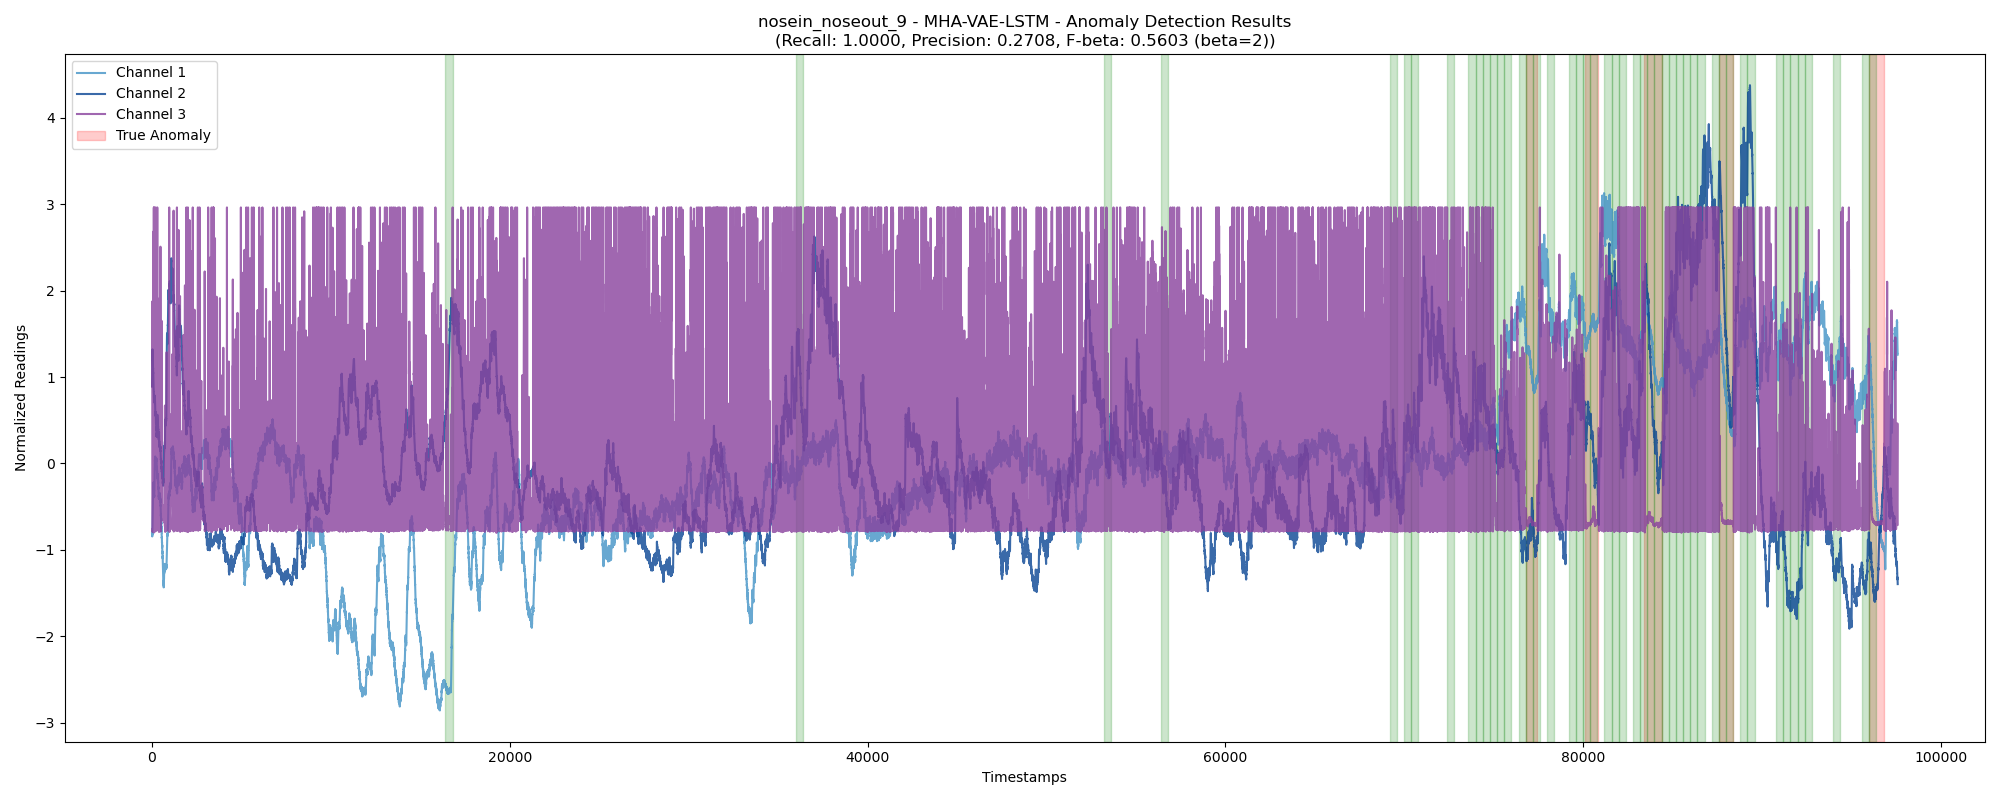 nosein_noseout_9 - MHA-VAE-LSTM - Anomaly Detection Results
(Recall: 1.0000, Precision: 0.2708, F-beta: 0.5603 (beta=2))
Channel 1
Channel 2
Channel 3
True Anomaly
Normalized Readings
4
3
2
1
0
−1
−2
−3
0
20000
40000
60000
80000
100000
Timestamps